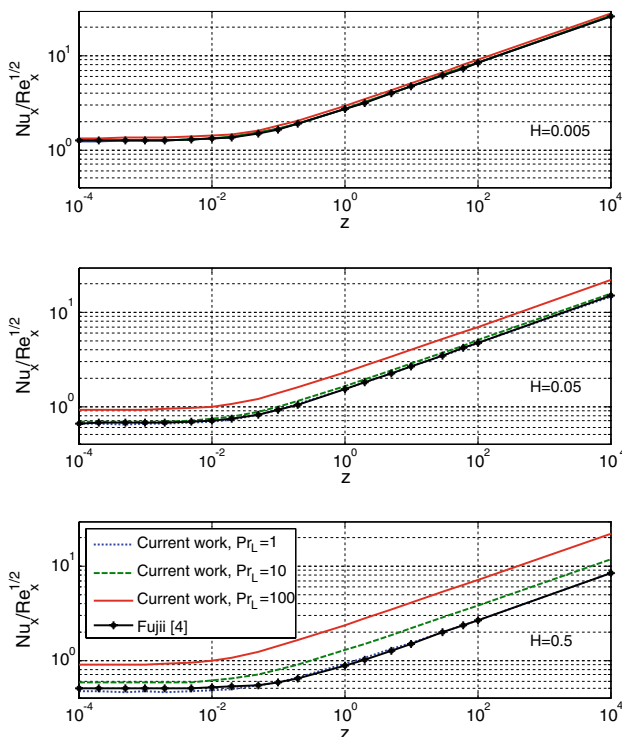 Nu_x/Re_x^{1/2}
10^1
10^0
H=0.005
10^-4 10^-2 10^0 10^2 10^4
z
Nu_x/Re_x^{1/2}
10^1
10^0
H=0.05
10^-4 10^-2 10^0 10^2 10^4
z
Nu_x/Re_x^{1/2}
10^1
10^0
Current work, Pr_L=1
Current work, Pr_L=10
Current work, Pr_L=100
Fujii [4]
H=0.5
10^-4 10^-2 10^0 10^2 10^4
z